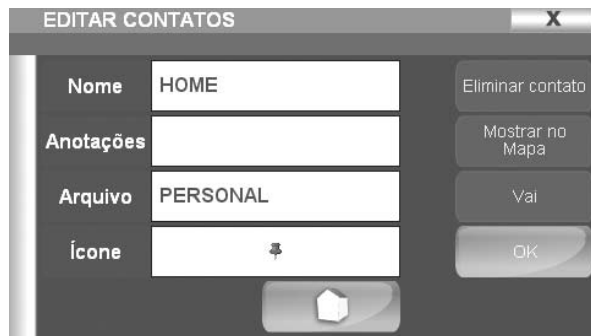 EDITAR CONTATOS
X
Nome
HOME
Eliminar contato
Anotações
Mostrar no
Mapa
Arquivo
PERSONAL
Vai
Ícone
OK